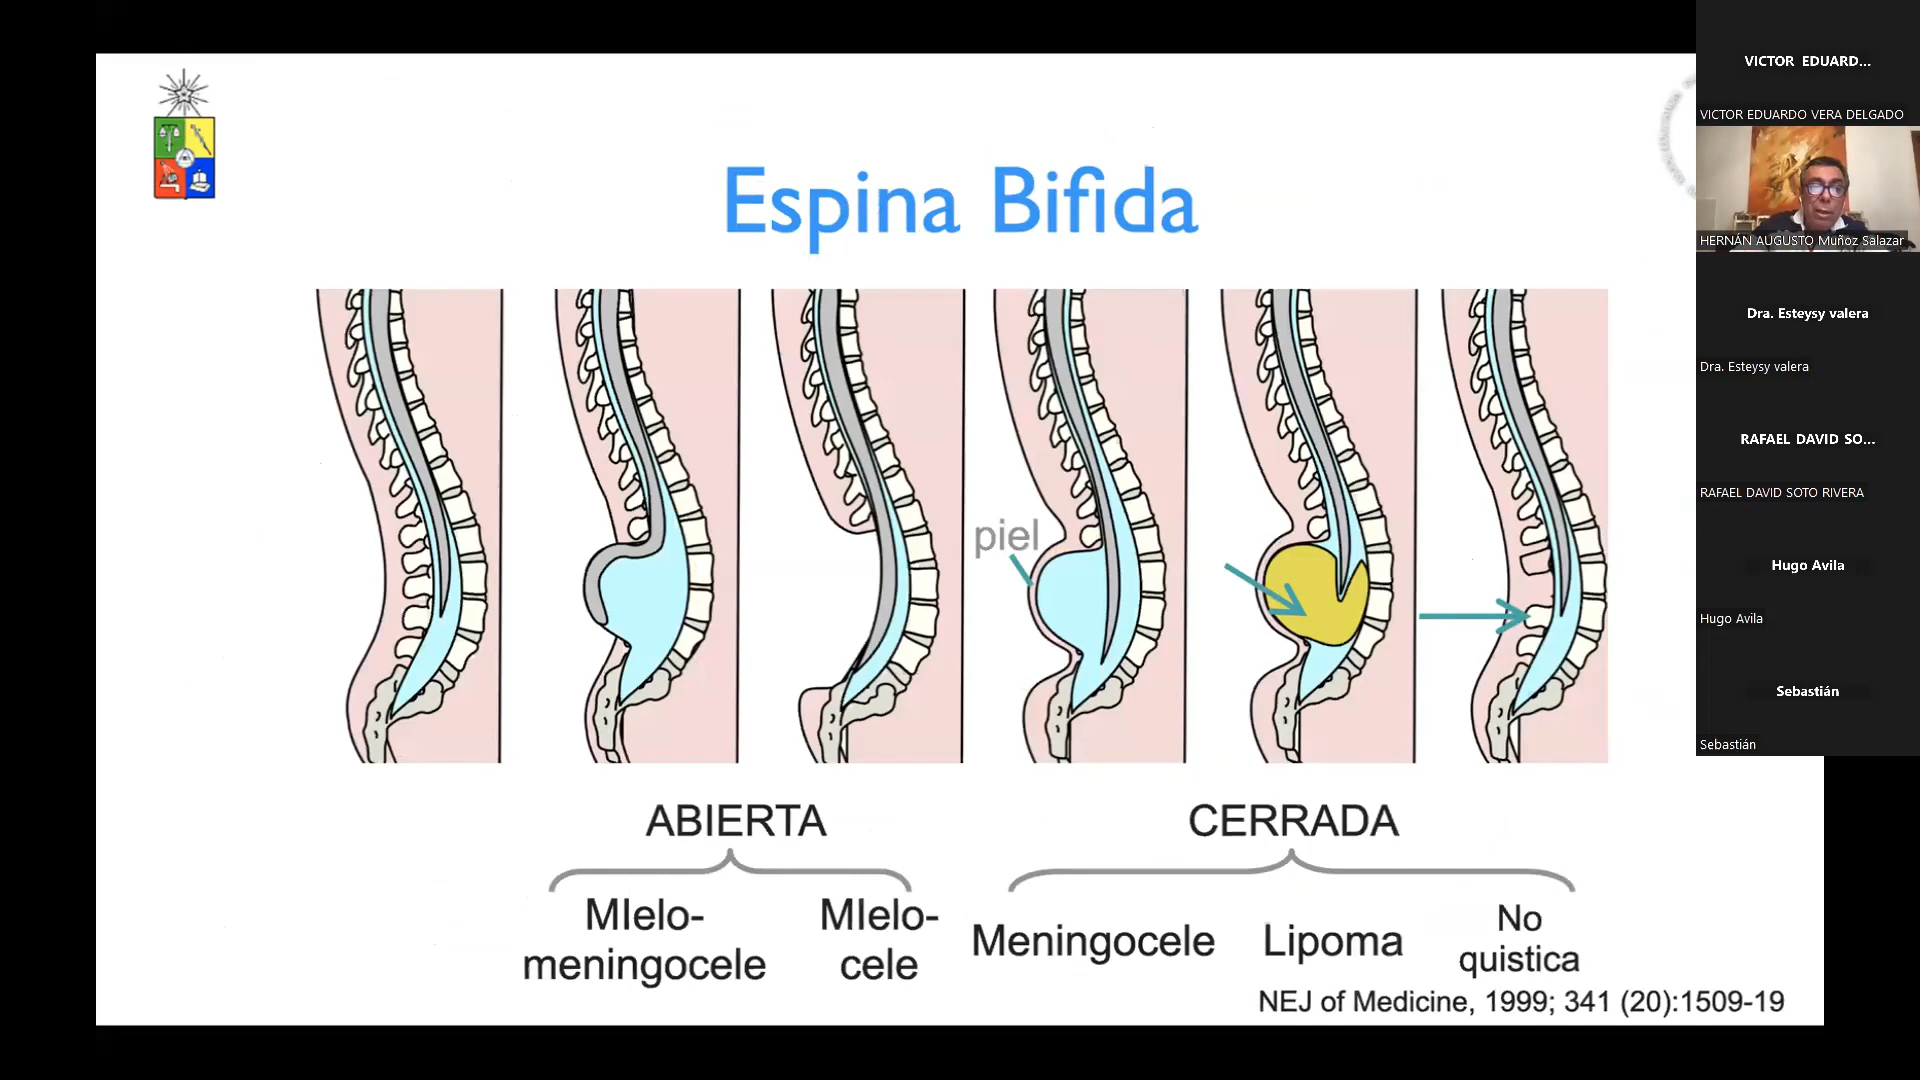 Espina Bifida
piel
ABIERTA
CERRADA
MIelo-
meningocele
MIelo-
cele
Meningocele
Lipoma
No
quistica
NEJ of Medicine, 1999; 341 (20):1509-19
VICTOR EDUARD...
VICTOR EDUARDO VERA DELGADO
HERNÁN AUGUSTO Muñoz Salazar
Dra. Esteysy valera
Dra. Esteysy valera
RAFAEL DAVID SO...
RAFAEL DAVID SOTO RIVERA
Hugo Avila
Hugo Avila
Sebastián
Sebastián